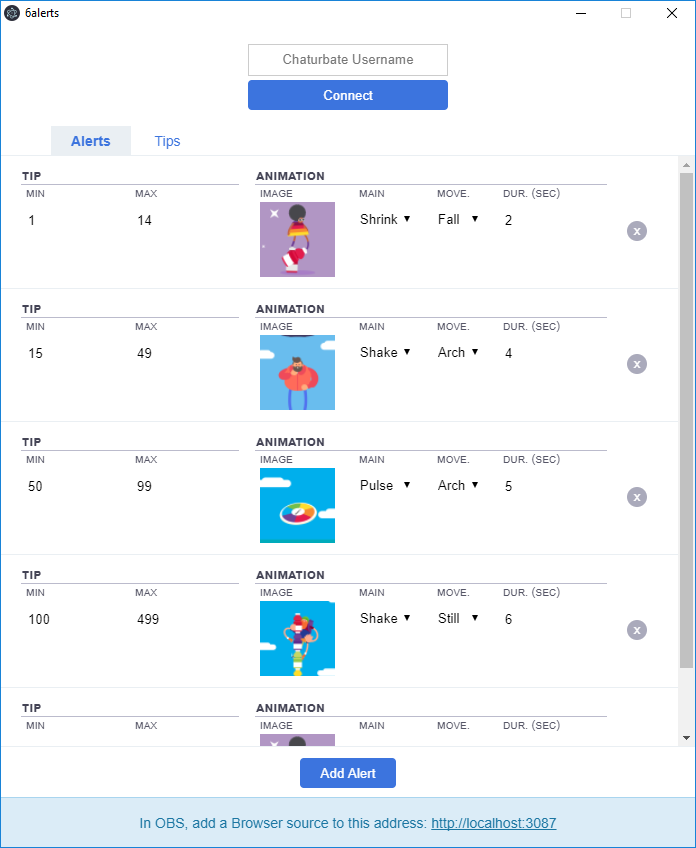 6alerts
Chaturbate Username
Connect
Alerts Tips
TIP ANIMATION
MIN MAX IMAGE MAIN MOVE. DUR. (SEC)
1 14 Shrink Fall 2
x
TIP ANIMATION
MIN MAX IMAGE MAIN MOVE. DUR. (SEC)
15 49 Shake Arch 4
x
TIP ANIMATION
MIN MAX IMAGE MAIN MOVE. DUR. (SEC)
50 99 Pulse Arch 5
x
TIP ANIMATION
MIN MAX IMAGE MAIN MOVE. DUR. (SEC)
100 499 Shake Still 6
x
TIP ANIMATION
MIN MAX IMAGE MAIN MOVE. DUR. (SEC)
Add Alert
In OBS, add a Browser source to this address: http://localhost:3087